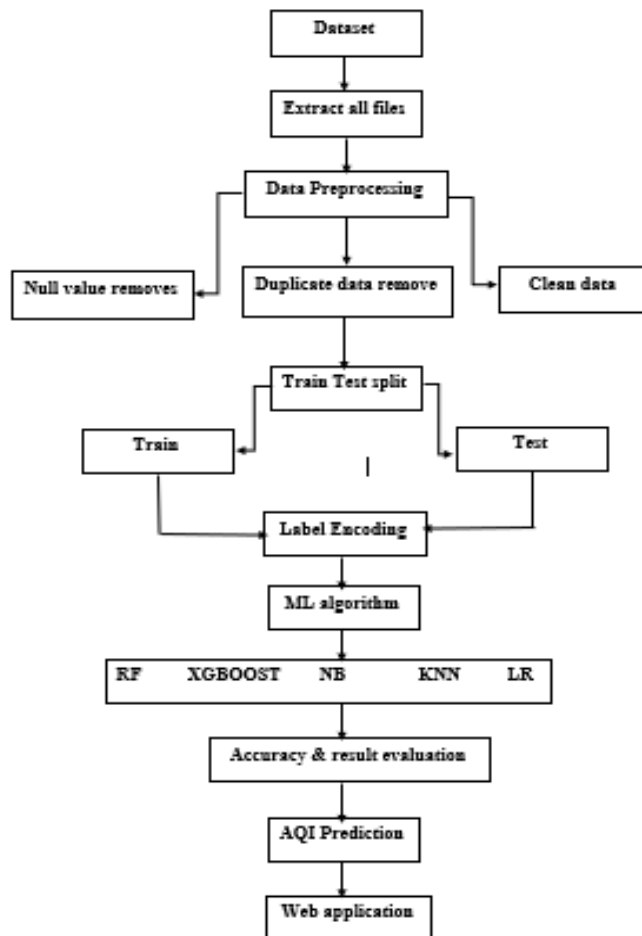 Dataset
Extract all files
Data Preprocessing
Null value removes
Duplicate data remove
Clean data
Train Test split
Train
Test
Label Encoding
ML algorithm
RF XGBOOST NB KNN LR
Accuracy & result evaluation
AQI Prediction
Web application